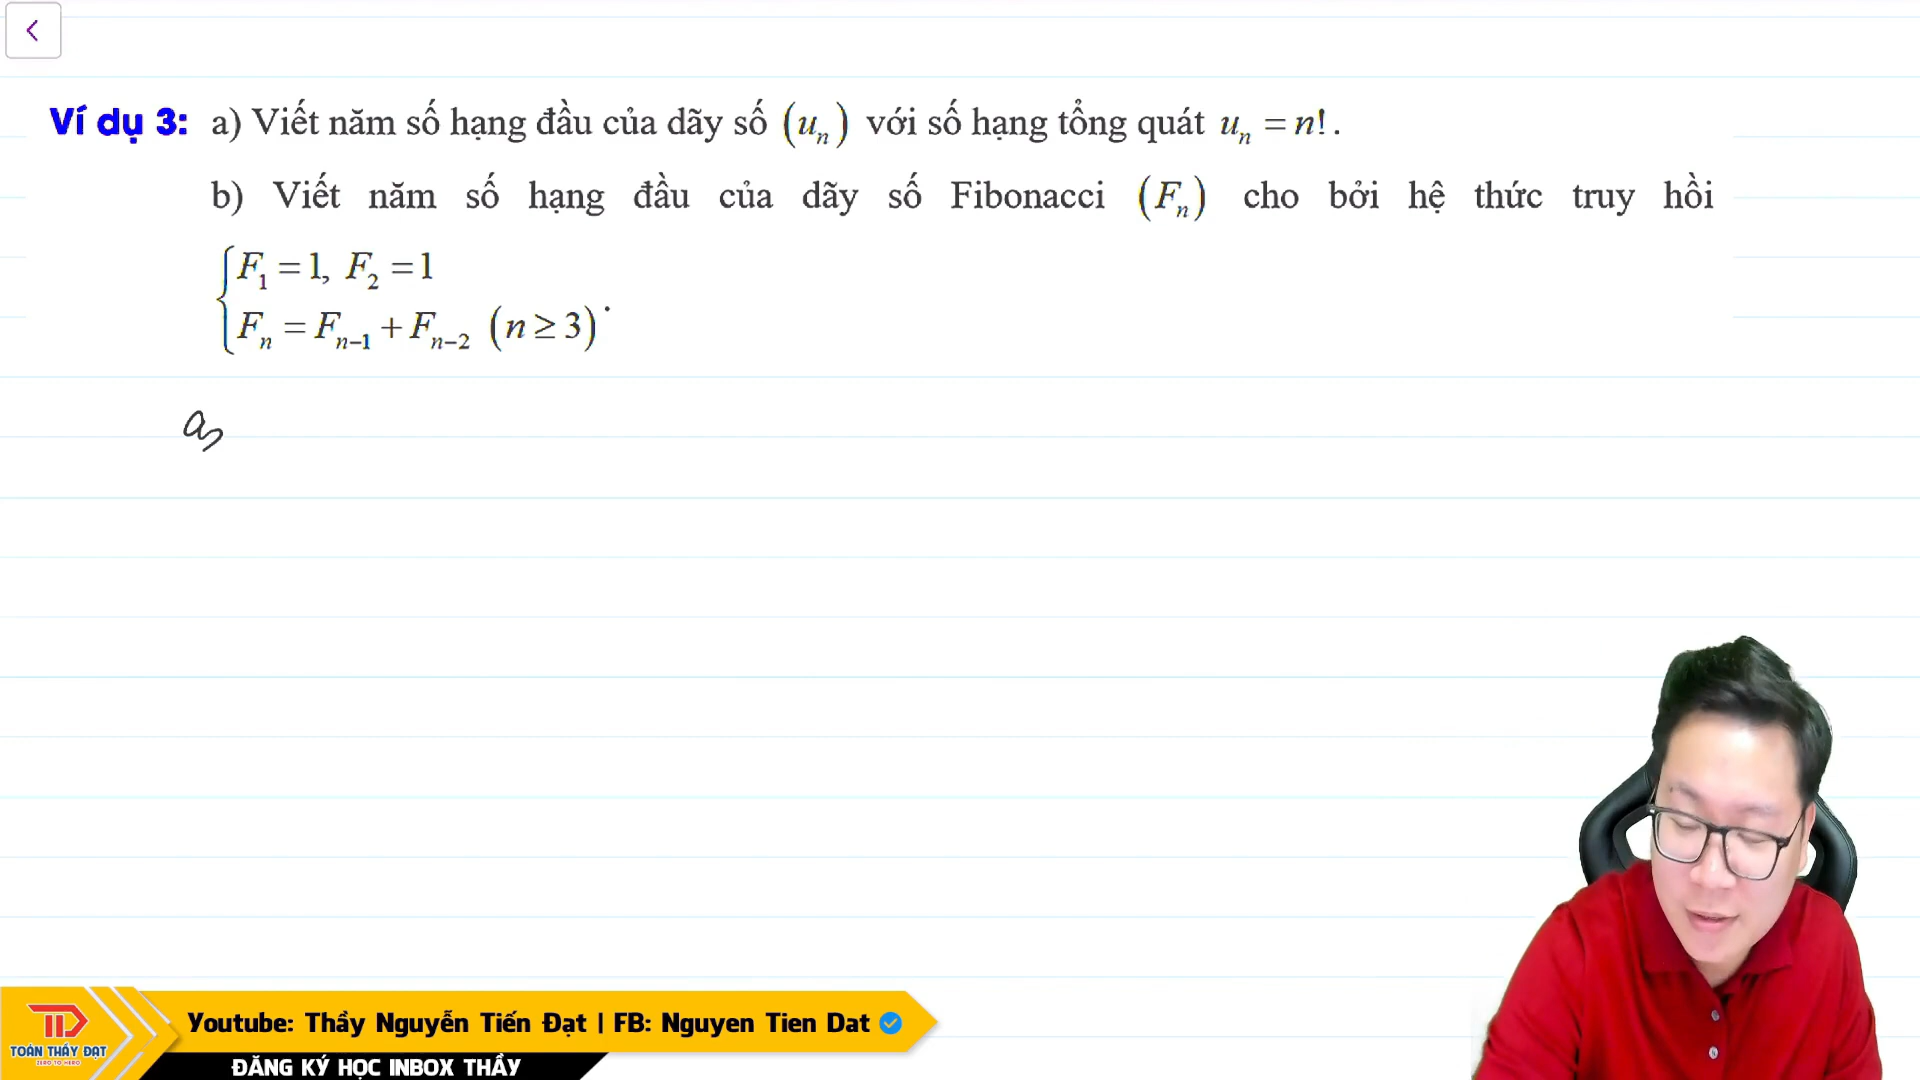 Ví dụ 3: a) Viết năm số hạng đầu của dãy số (uₙ) với số hạng tổng quát uₙ = n!.
b) Viết năm số hạng đầu của dãy số Fibonacci (Fₙ) cho bởi hệ thức truy hồi
{F₁ = 1, F₂ = 1
Fₙ = Fₙ₋₁ + Fₙ₋₂ (n ≥ 3).
a)
Youtube: Thầy Nguyễn Tiến Đạt | FB: Nguyen Tien Dat
TOÁN THẦY ĐẠT
ZERO TO HERO
ĐĂNG KÝ HỌC INBOX THẦY